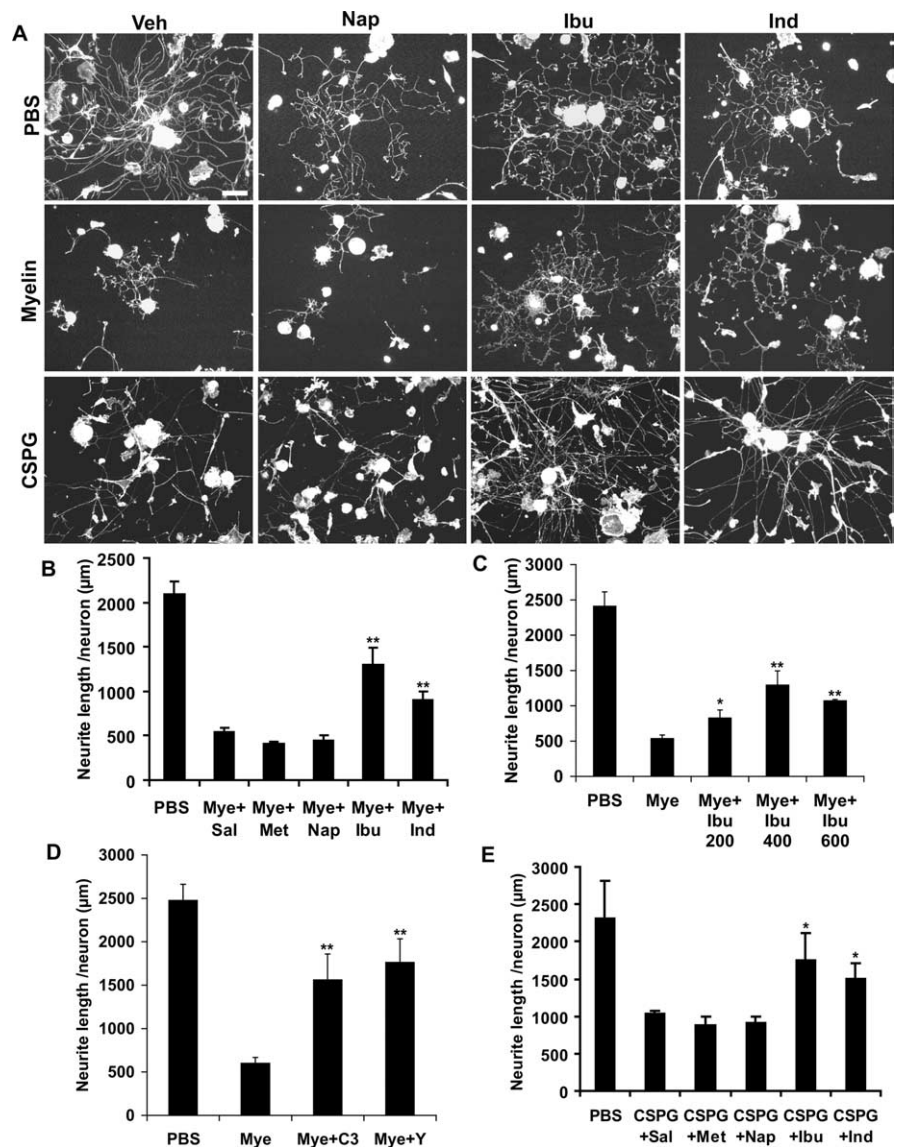 A
Veh Nap Ibu Ind
PBS
Myelin
CSPG
B
Neurite length /neuron (µm)
2500
2000
1500
1000
500
0
PBS Mye+ Mye+ Mye+ Mye+ Mye+
Sal Met Nap Ibu Ind
** **
C
Neurite length /neuron (µm)
3000
2500
2000
1500
1000
500
0
* ** **
PBS Mye Mye+ Mye+ Mye+
Ibu Ibu Ibu
200 400 600
D
Neurite length /neuron (µm)
3000
2500
2000
1500
1000
500
0
** **
PBS Mye Mye+C3 Mye+Y
E
Neurite length /neuron (µm)
3000
2500
2000
1500
1000
500
0
* *
PBS CSPG CSPG CSPG CSPG CSPG
+Sal +Met +Nap +Ibu +Ind